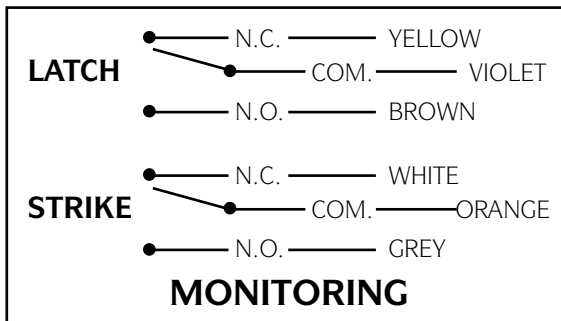 N.C. YELLOW
LATCH COM. VIOLET
N.O. BROWN
N.C. WHITE
STRIKE COM. ORANGE
N.O. GREY
MONITORING